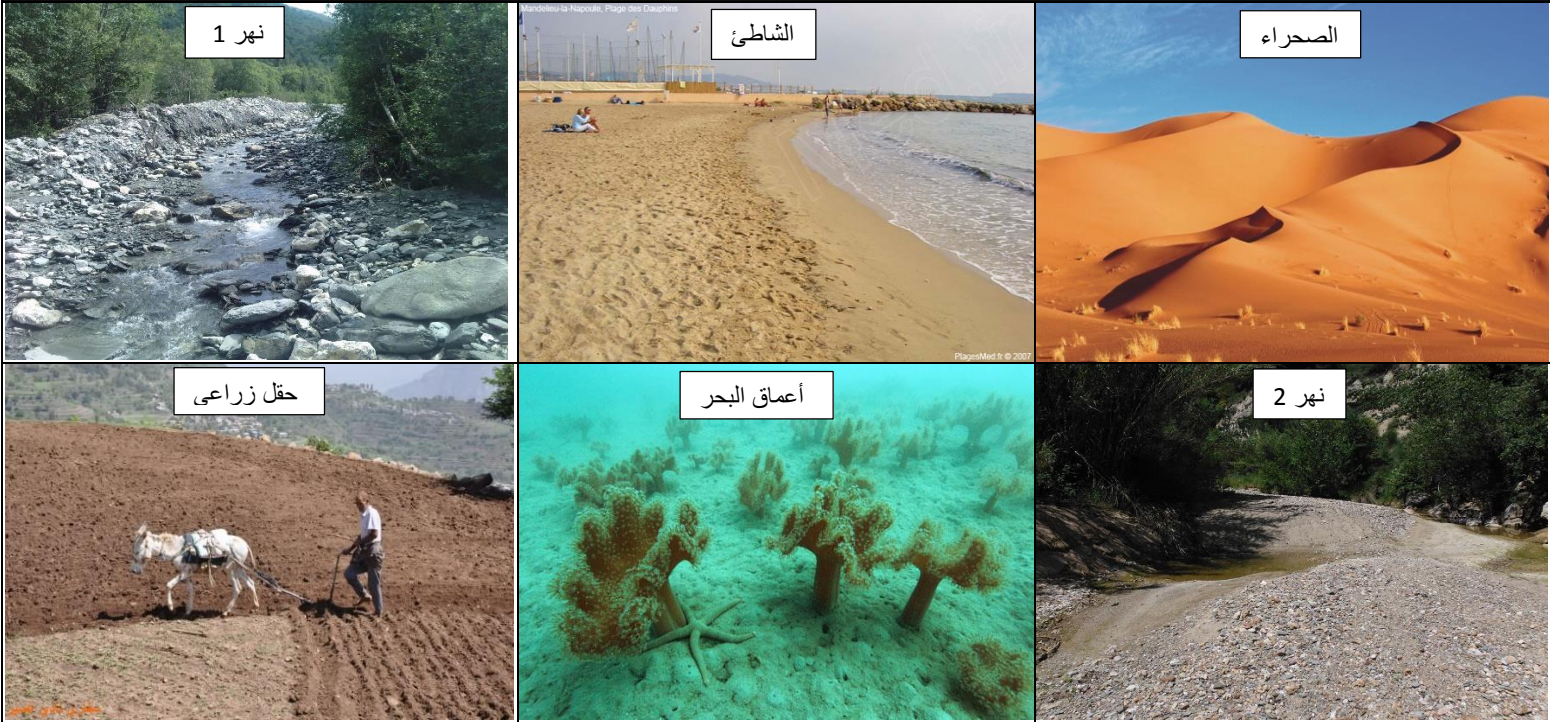 Mandelieu-la-Napoule, Plage des Dauphins
نهر 1
الشاطئ
الصحراء
PlagesMed.fr © 2007
حقل زراعي
أعماق البحر
نهر 2